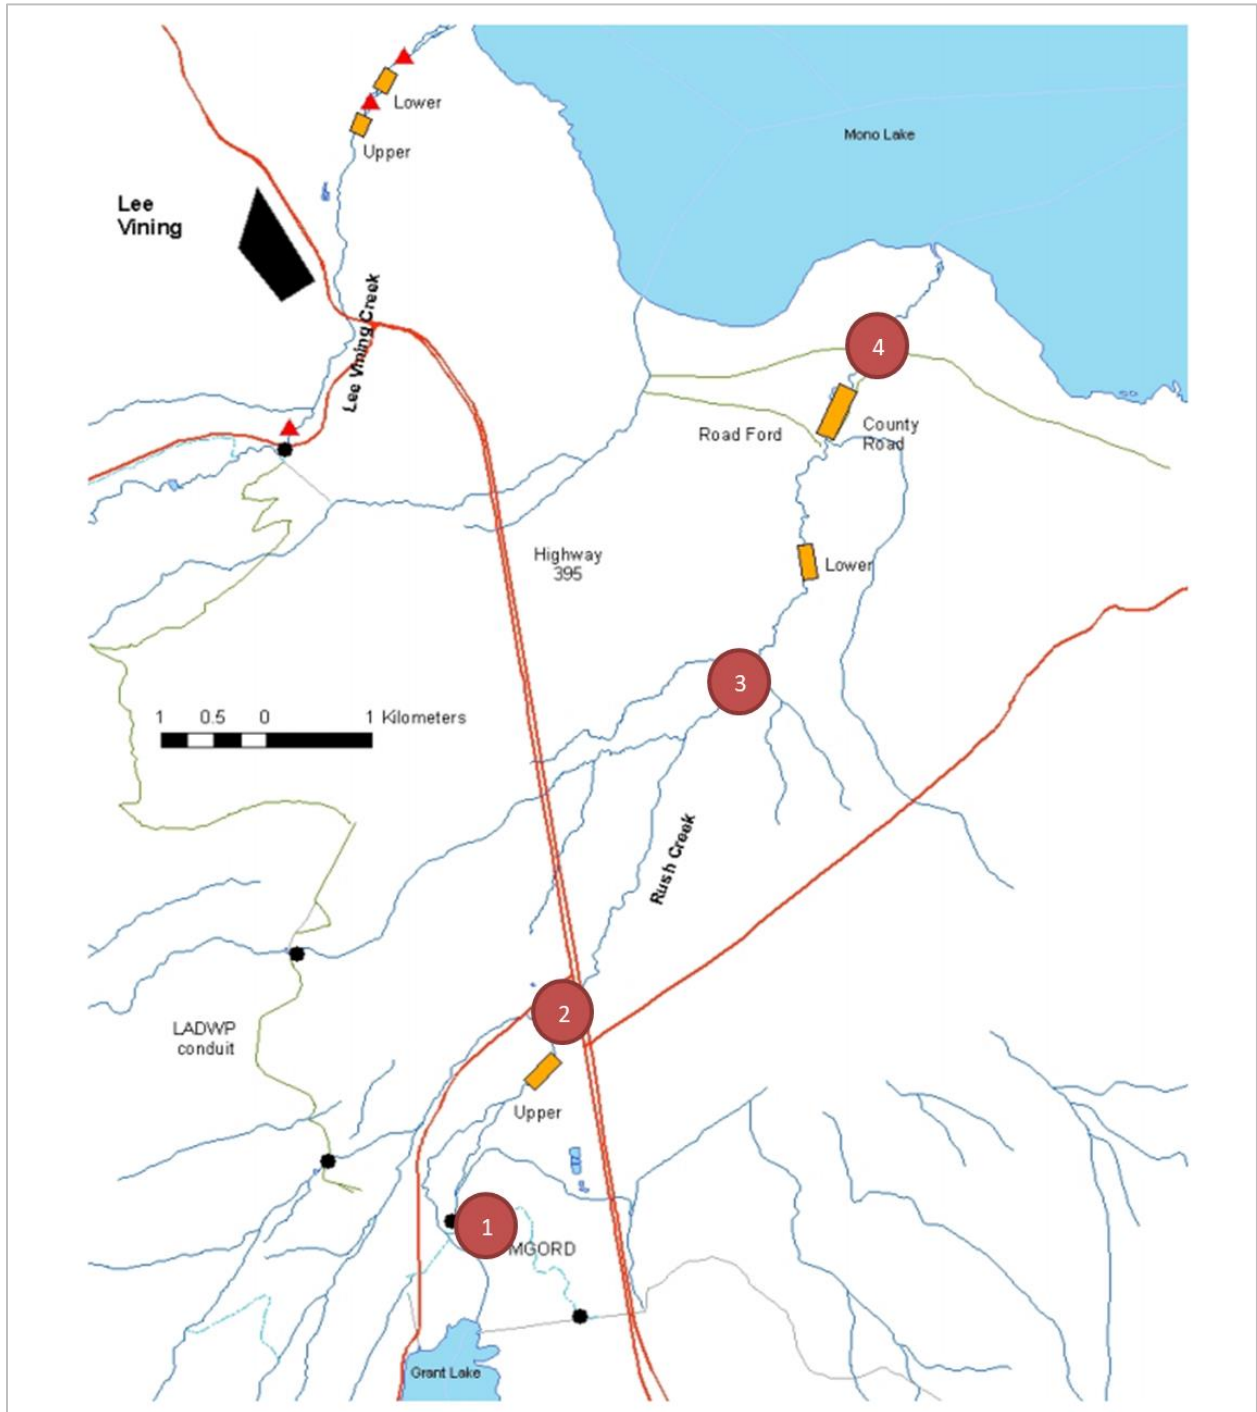 Lower
Upper
Mono Lake
Lee
Vining
Lee Vining Creek
4
Road Ford
County
Road
Highway
395
Lower
3
1 0.5 0 1 Kilometers
Rush Creek
2
LADWP
conduit
Upper
1
MGORD
Grant Lake